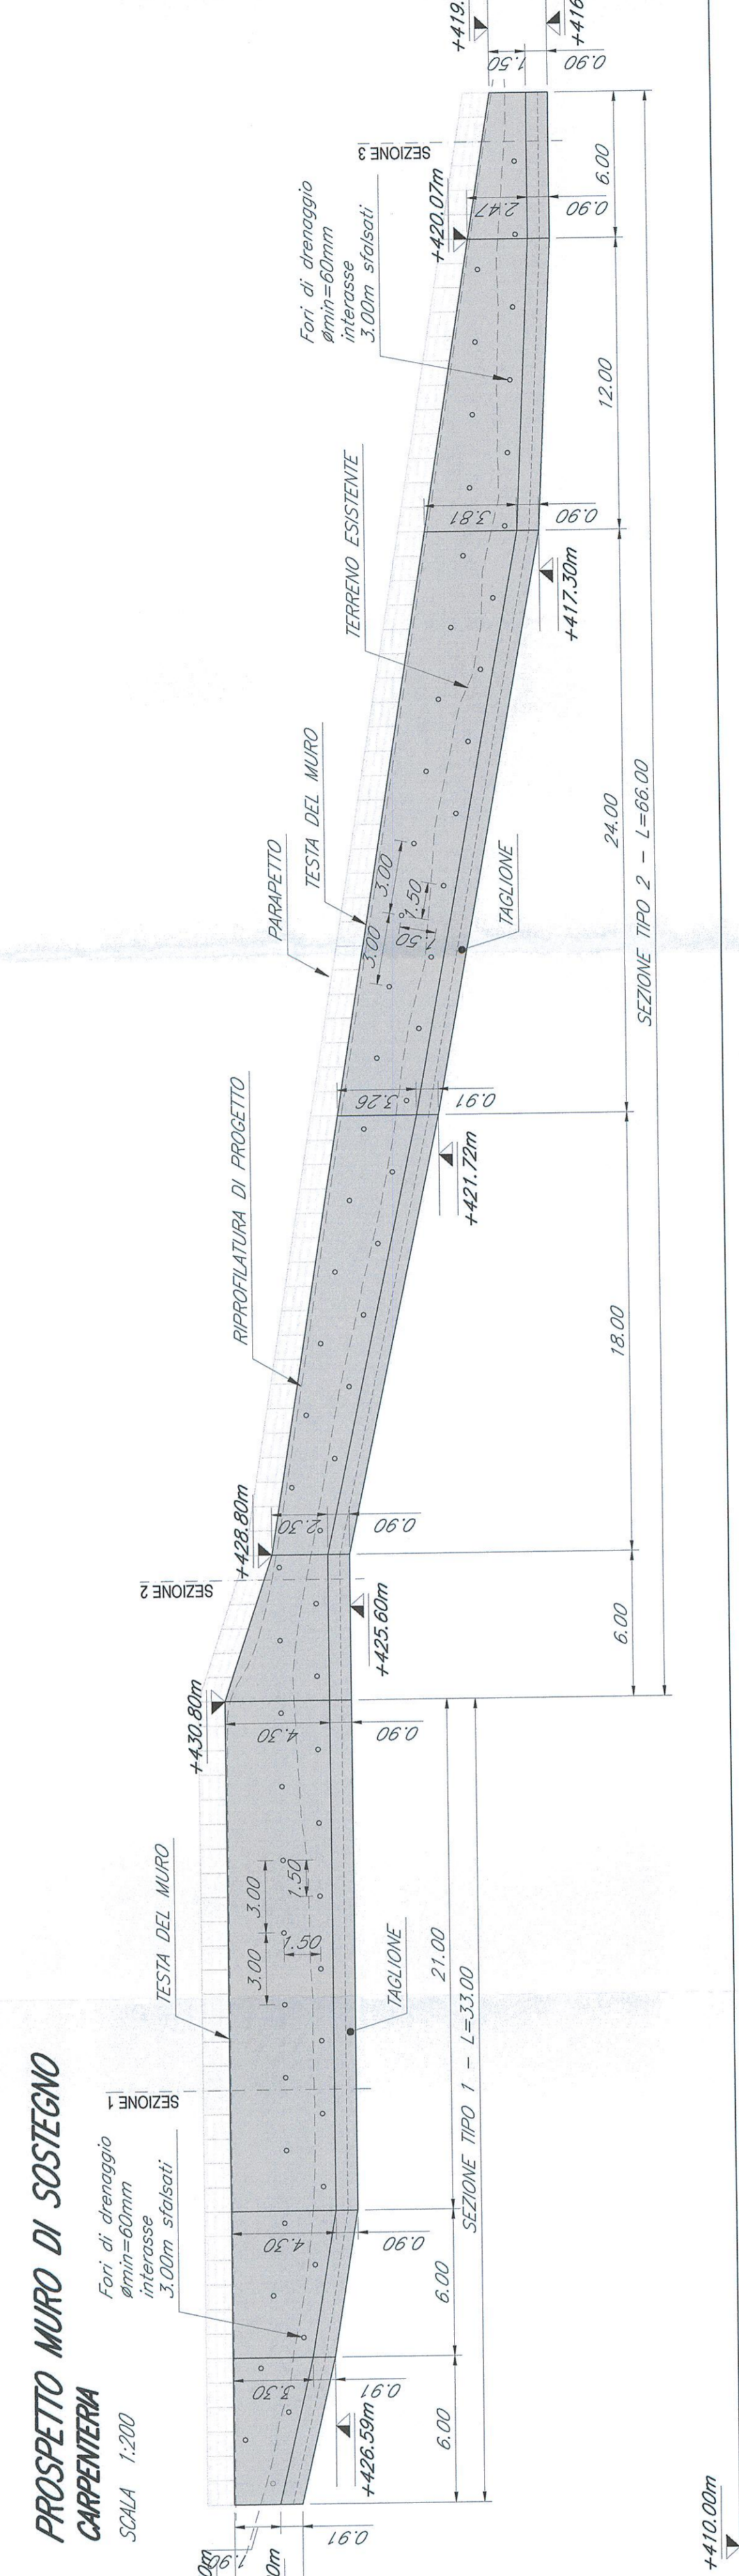 PROSPETTO MURO DI SOSTEGNO
CARPENTERIA
SCALA 1:200
Fori di drenaggio
ømin=60mm
interasse
3.00m sfalsati
TESTA DEL MURO
SEZIONE 1
+430.80m
SEZIONE 2
+428.80m
RIPROFILATURA DI PROGETTO
PARAPETTO
TESTA DEL MURO
TERRENO ESISTENTE
Fori di drenaggio
ømin=60mm
interasse
3.00m sfalsati
+420.07m
SEZIONE 3
+419.
+416
1.90
0.91
3.30
0.91
4.30
0.90
3.00
3.00
1.50
1.50
4.30
0.90
2.30
0.90
3.26
0.91
3.00
3.00
1.50
1.50
3.81
0.90
2.47
0.90
1.50
0.90
+426.59m
TAGLIONE
+425.60m
+421.72m
TAGLIONE
+417.30m
6.00
6.00
21.00
SEZIONE TIPO 1 - L=33.00
6.00
18.00
24.00
12.00
6.00
SEZIONE TIPO 2 - L=66.00
+410.00m